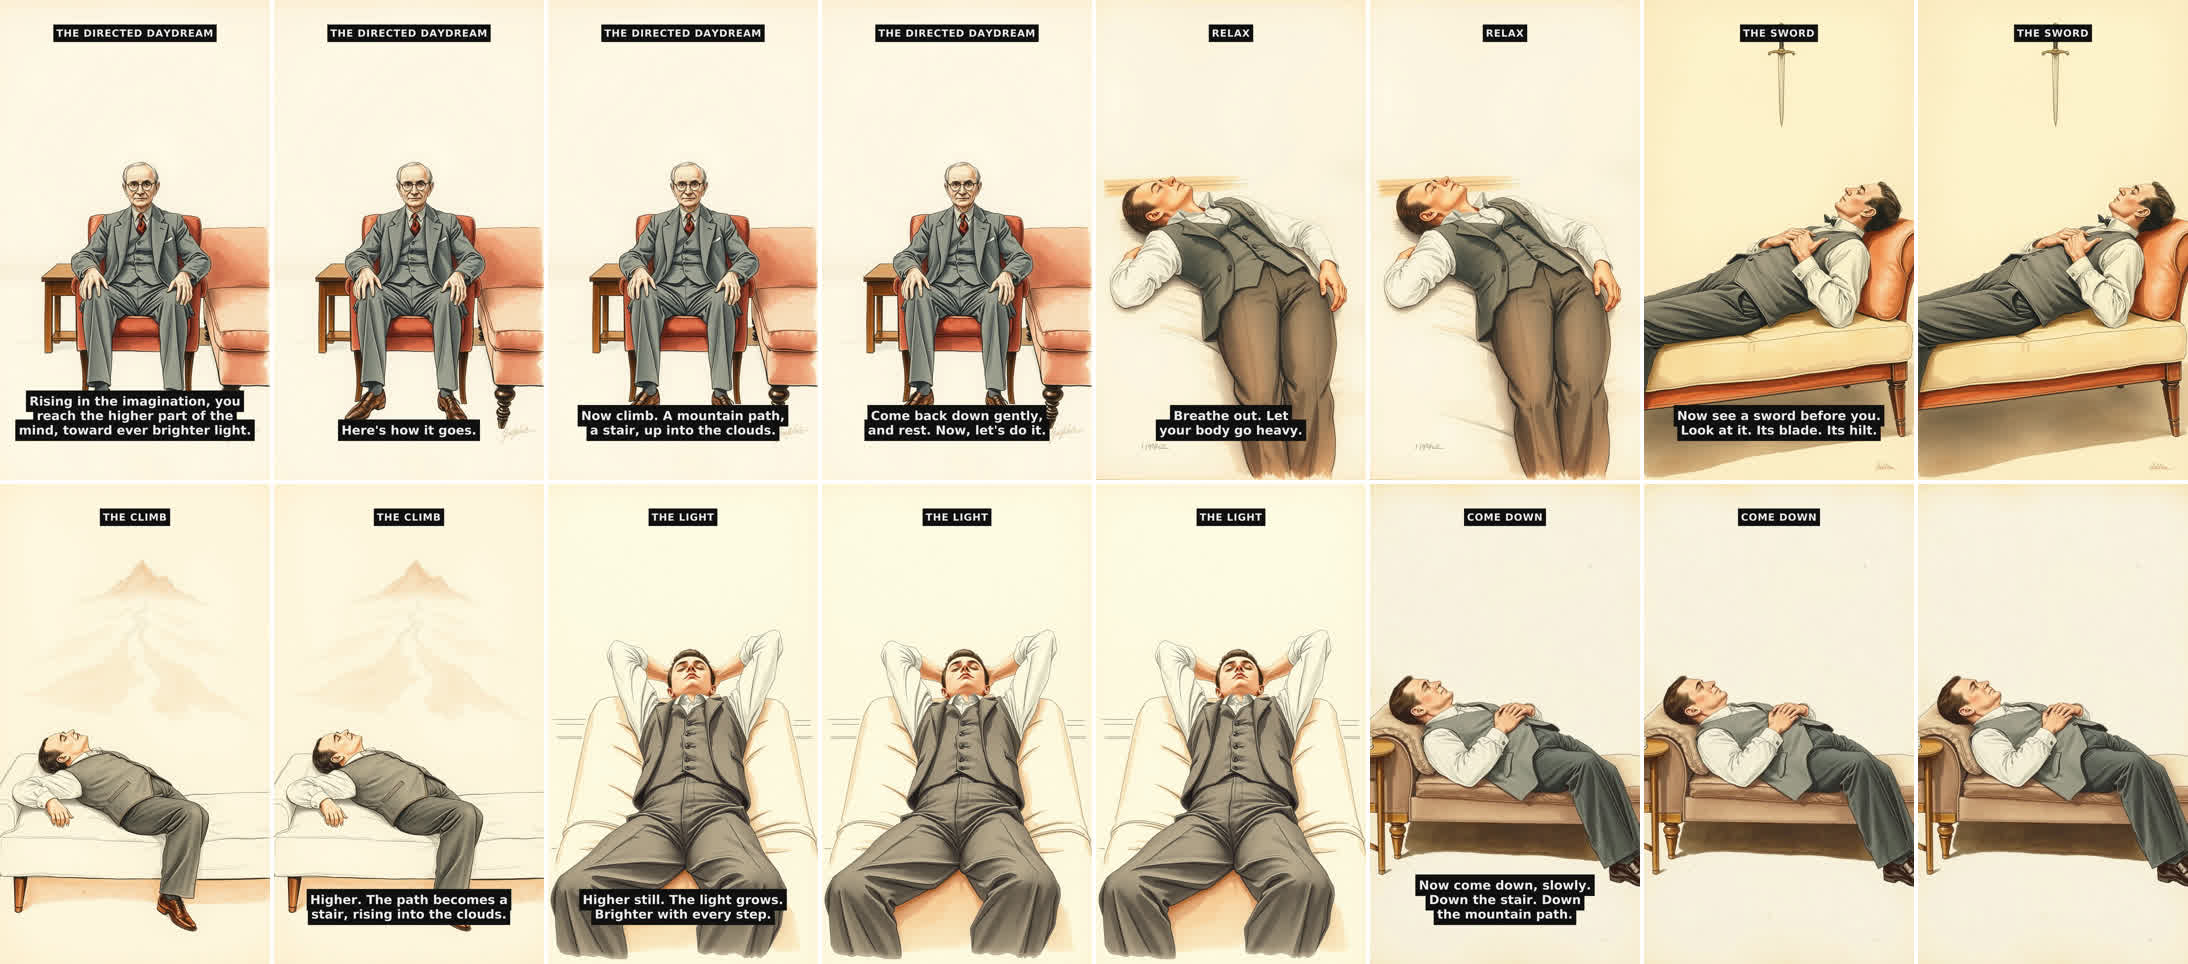 THE DIRECTED DAYDREAM
Rising in the imagination, you
reach the higher part of the
mind, toward ever brighter light.
THE DIRECTED DAYDREAM
Here's how it goes.
THE DIRECTED DAYDREAM
Now climb. A mountain path,
a stair, up into the clouds.
THE DIRECTED DAYDREAM
Come back down gently,
and rest. Now, let's do it.
RELAX
Breathe out. Let
your body go heavy.
RELAX
THE SWORD
Now see a sword before you.
Look at it. Its blade. Its hilt.
THE SWORD
THE CLIMB
THE CLIMB
Higher. The path becomes a
stair, rising into the clouds.
THE LIGHT
Higher still. The light grows.
Brighter with every step.
THE LIGHT
THE LIGHT
COME DOWN
Now come down, slowly.
Down the stair. Down
the mountain path.
COME DOWN